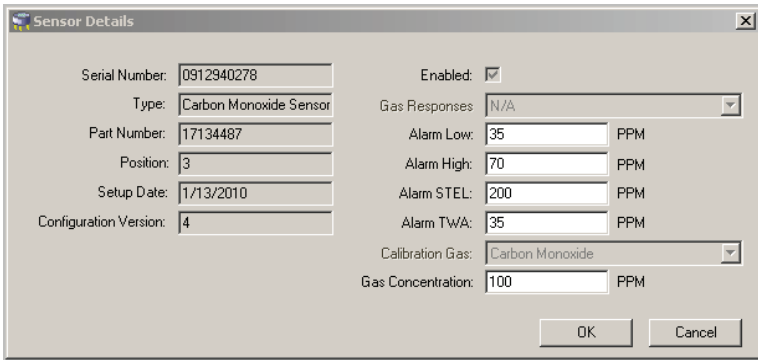 Sensor Details
Serial Number: 0912940278
Type: Carbon Monoxide Sensor
Part Number: 17134487
Position: 3
Setup Date: 1/13/2010
Configuration Version: 4
Enabled:
Gas Responses N/A
Alarm Low: 35 PPM
Alarm High: 70 PPM
Alarm STEL: 200 PPM
Alarm TWA: 35 PPM
Calibration Gas: Carbon Monoxide
Gas Concentration: 100 PPM
OK Cancel